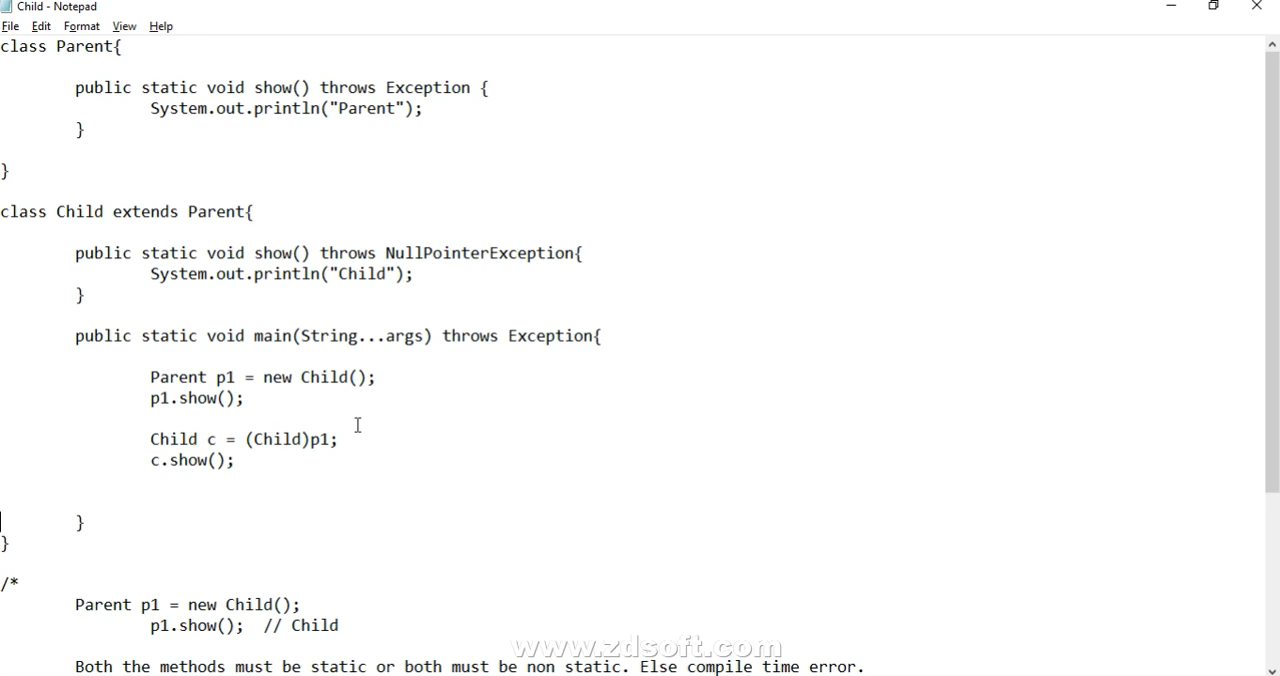 Child - Notepad
File Edit Format View Help
class Parent{
public static void show() throws Exception {
System.out.println("Parent");
}
}
class Child extends Parent{
public static void show() throws NullPointerException{
System.out.println("Child");
}
public static void main(String...args) throws Exception{
Parent p1 = new Child();
p1.show();
Child c = (Child)p1;
c.show();
}
}
/*
Parent p1 = new Child();
p1.show(); // Child
www.zdsoft.com
Both the methods must be static or both must be non static. Else compile time error.